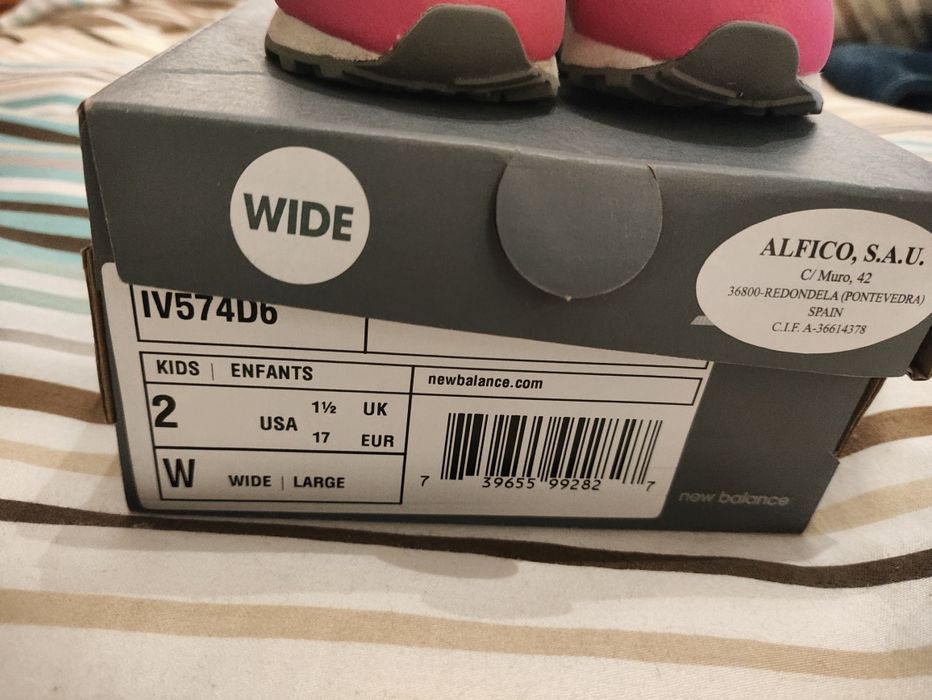 WIDE
ALFICO, S.A.U.
C/ Muro, 42
36800-REDONDELA (PONTEVEDRA)
SPAIN
C.I.F. A-36614378
IV574D6
KIDS | ENFANTS
newbalance.com
2 USA 1½ UK
17 EUR
W WIDE | LARGE
7 39655 99282 7
new balance